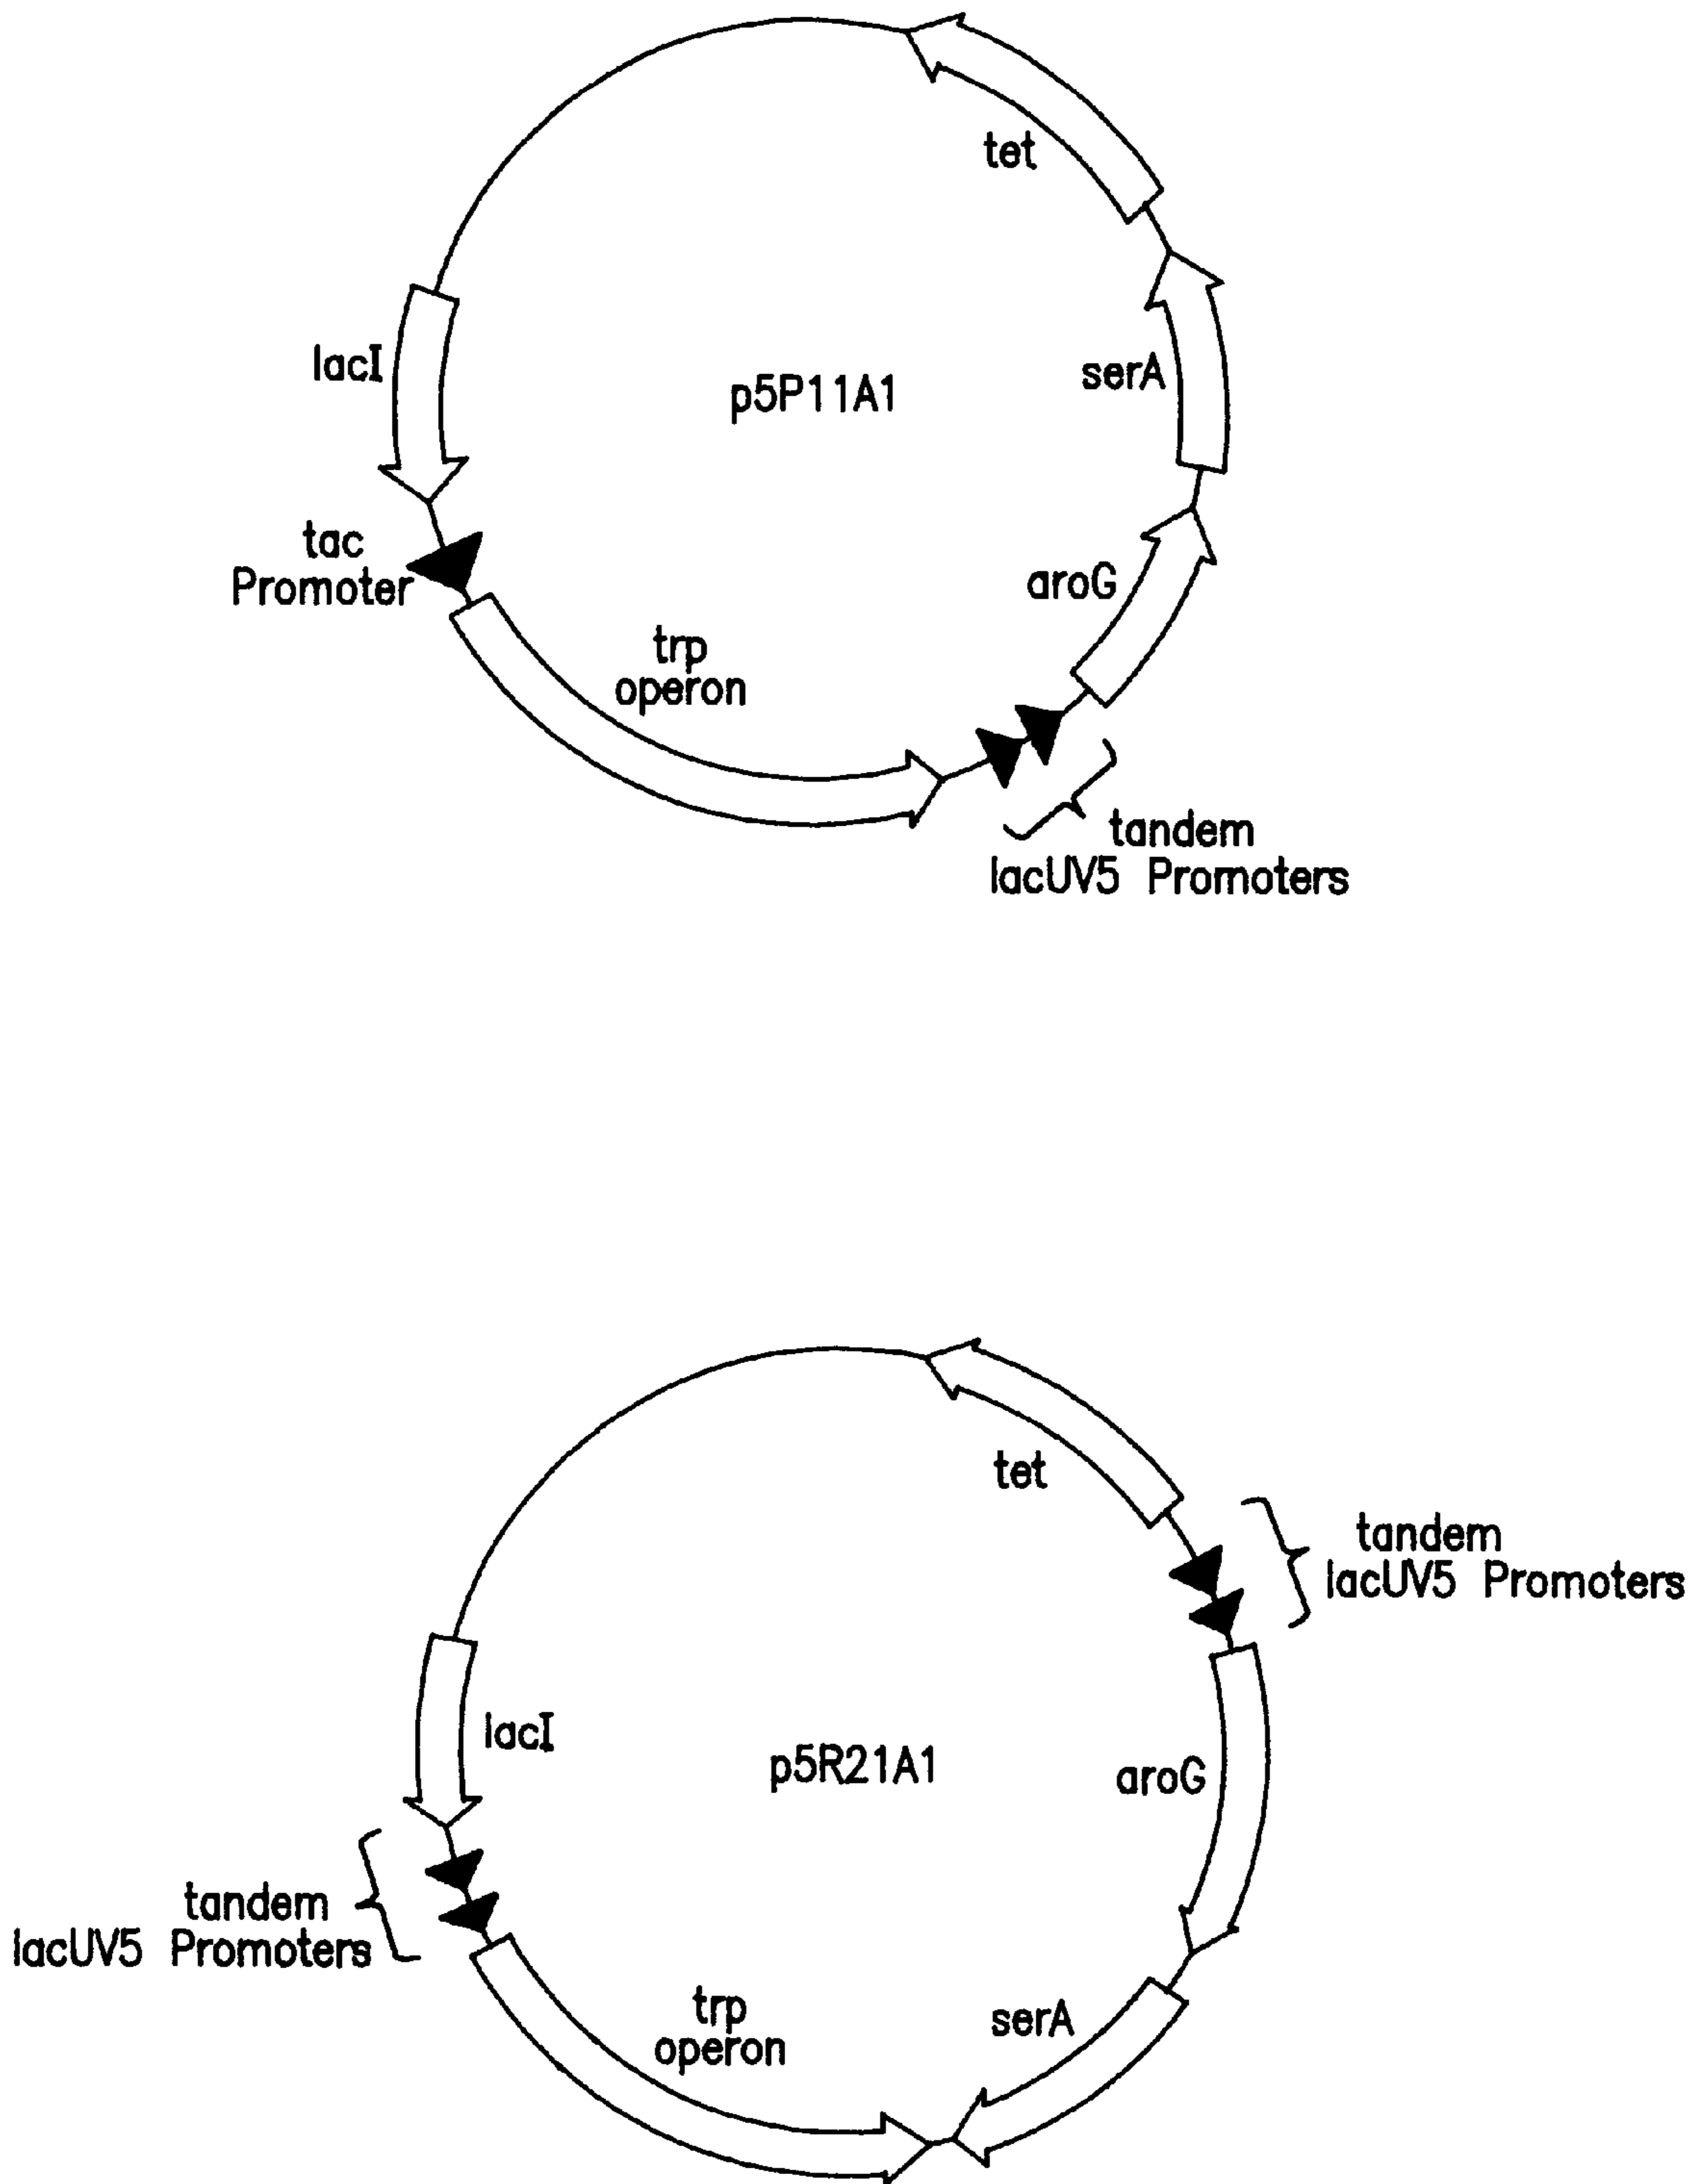 tet
lacI
p5P11A1
serA
tac
Promoter
aroG
trp
operon
tandem
lacUV5 Promoters
tet
tandem
lacUV5 Promoters
lacI
p5R21A1
aroG
tandem
lacUV5 Promoters
trp
operon
serA